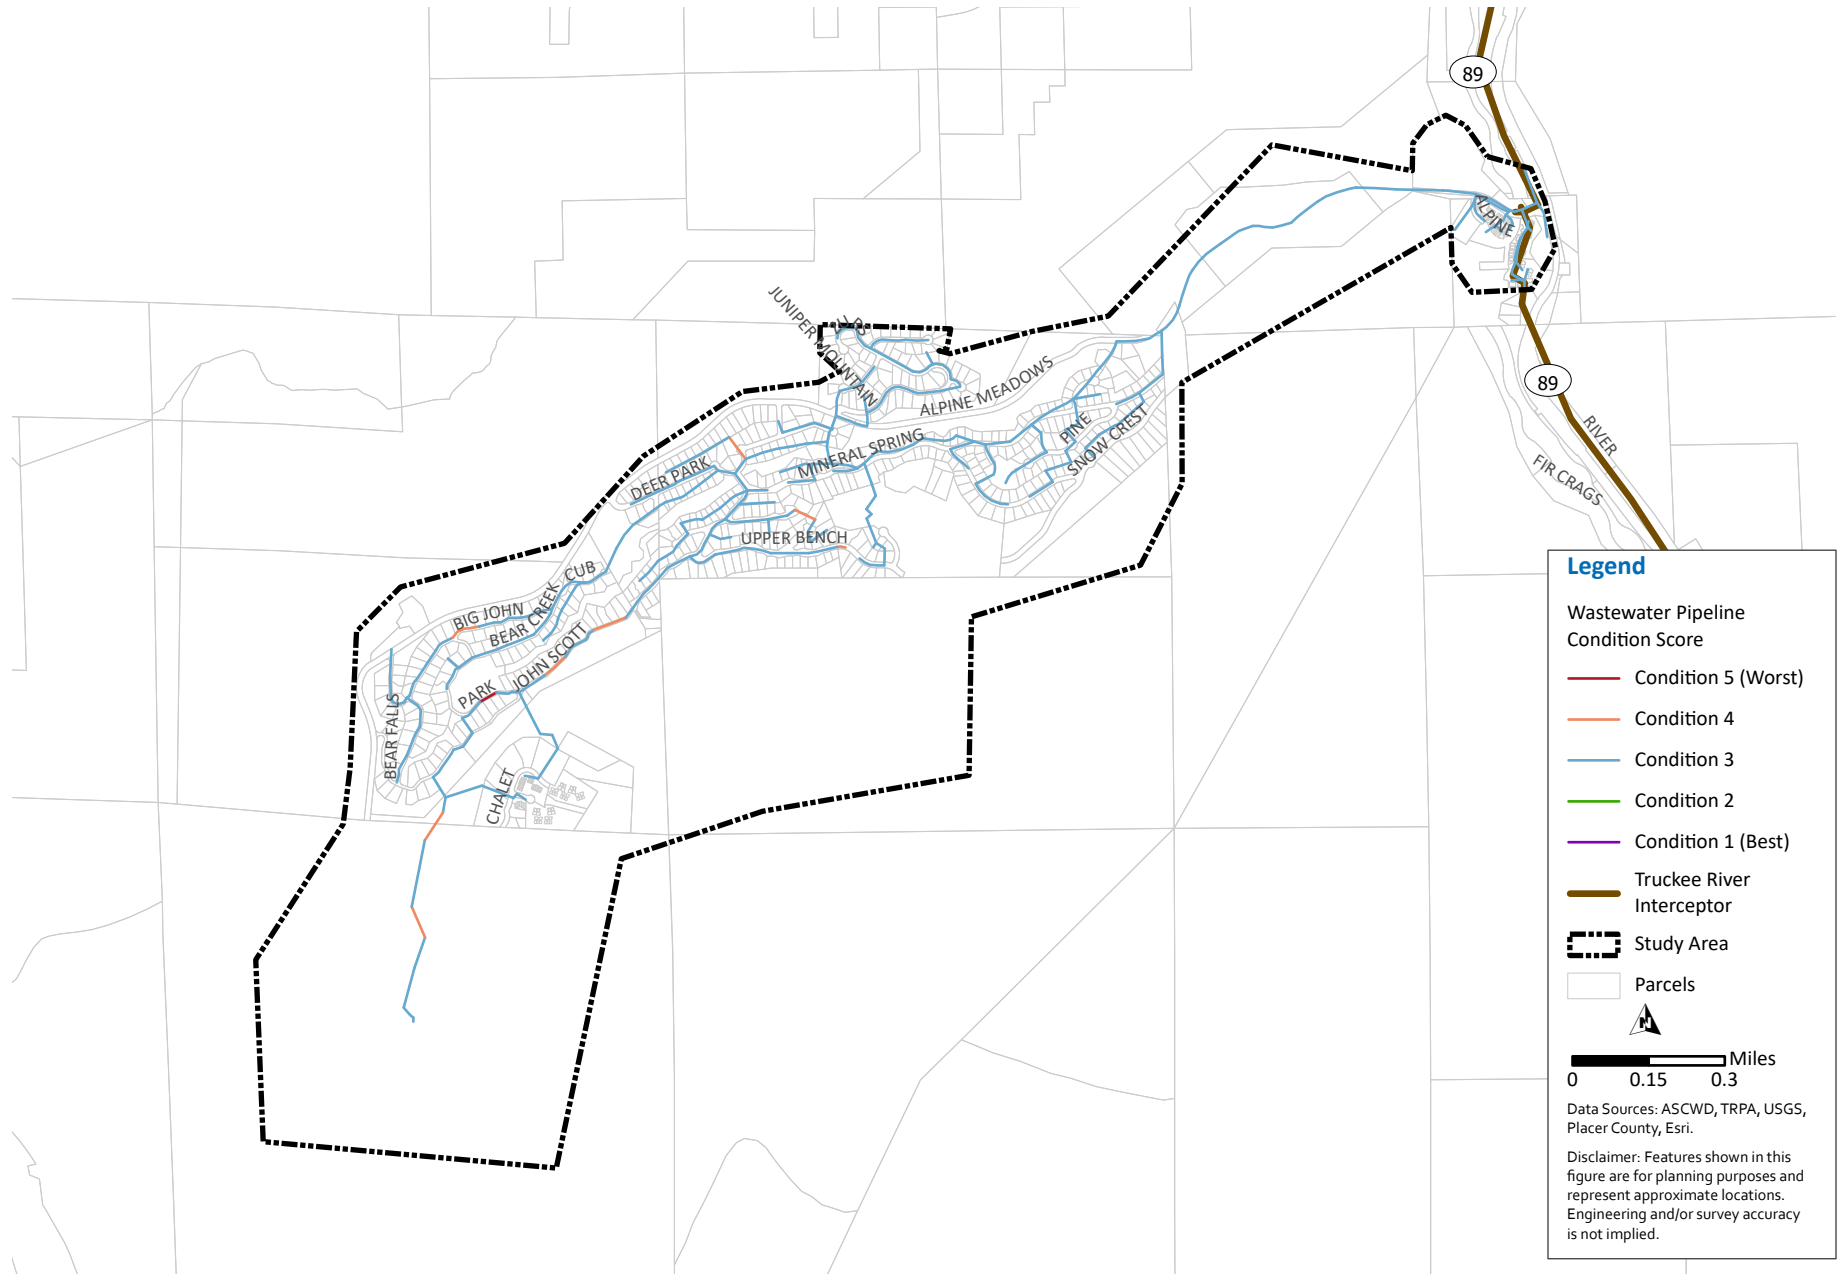 89
ALPINE
JUNIPER MOUNTAIN
ALPINE MEADOWS
89
RIVER
FIR CRAGS
MINERAL SPRING
PINE
SNOW CREST
DEER PARK
UPPER BENCH
CUB
BIG JOHN
BEAR CREEK
JOHN SCOTT
PARK
BEAR FALLS
CHALET
Legend
Wastewater Pipeline
Condition Score
Condition 5 (Worst)
Condition 4
Condition 3
Condition 2
Condition 1 (Best)
Truckee River
Interceptor
Study Area
Parcels
N
Miles
0 0.15 0.3
Data Sources: ASCWD, TRPA, USGS,
Placer County, Esri.
Disclaimer: Features shown in this
figure are for planning purposes and
represent approximate locations.
Engineering and/or survey accuracy
is not implied.